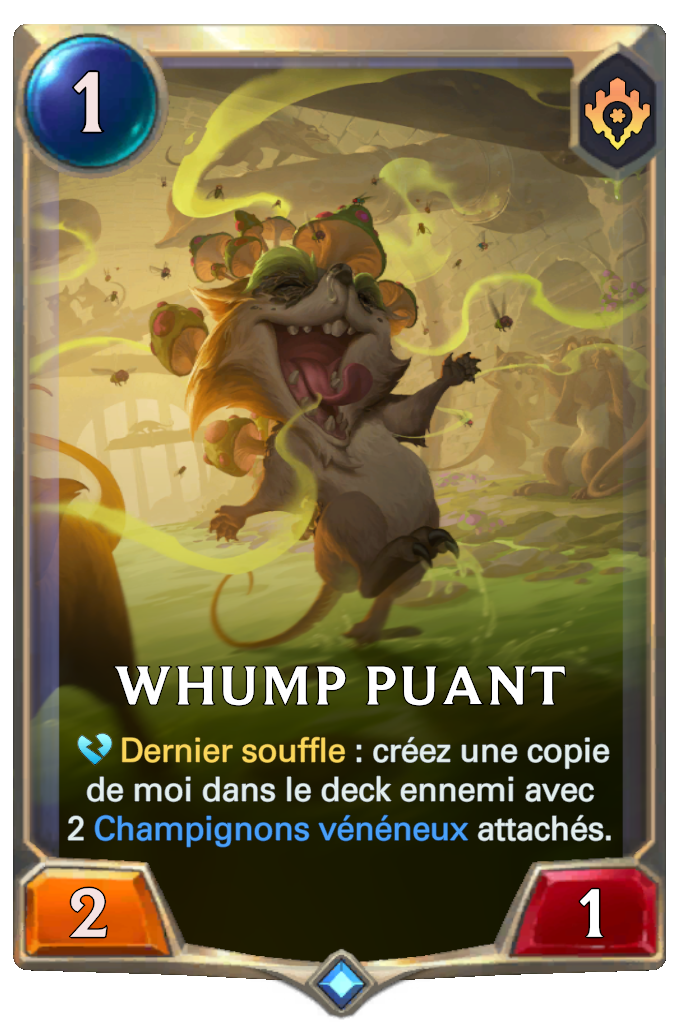 1
WHUMP PUANT
Dernier souffle : créez une copie
de moi dans le deck ennemi avec
2 Champignons vénéneux attachés.
2
1